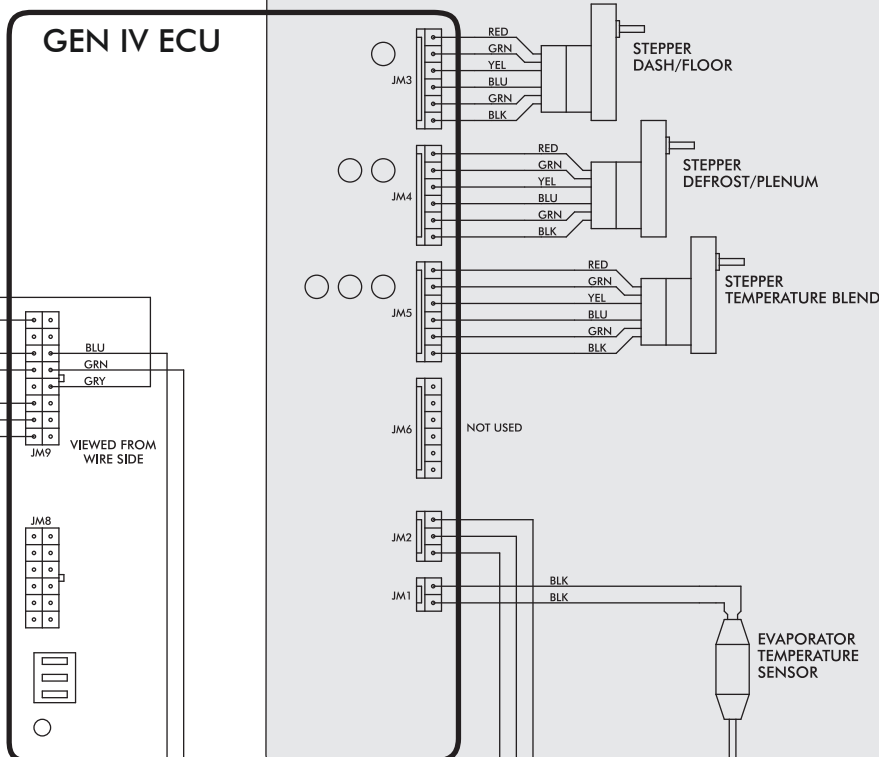 GEN IV ECU
JM3
RED
GRN
YEL
BLU
GRN
BLK
STEPPER
DASH/FLOOR
JM4
RED
GRN
YEL
BLU
GRN
BLK
STEPPER
DEFROST/PLENUM
JM5
RED
GRN
YEL
BLU
GRN
BLK
STEPPER
TEMPERATURE BLEND
BLU
GRN
GRY
JM9
VIEWED FROM
WIRE SIDE
JM6
NOT USED
JM8
JM2
JM1
BLK
BLK
EVAPORATOR
TEMPERATURE
SENSOR